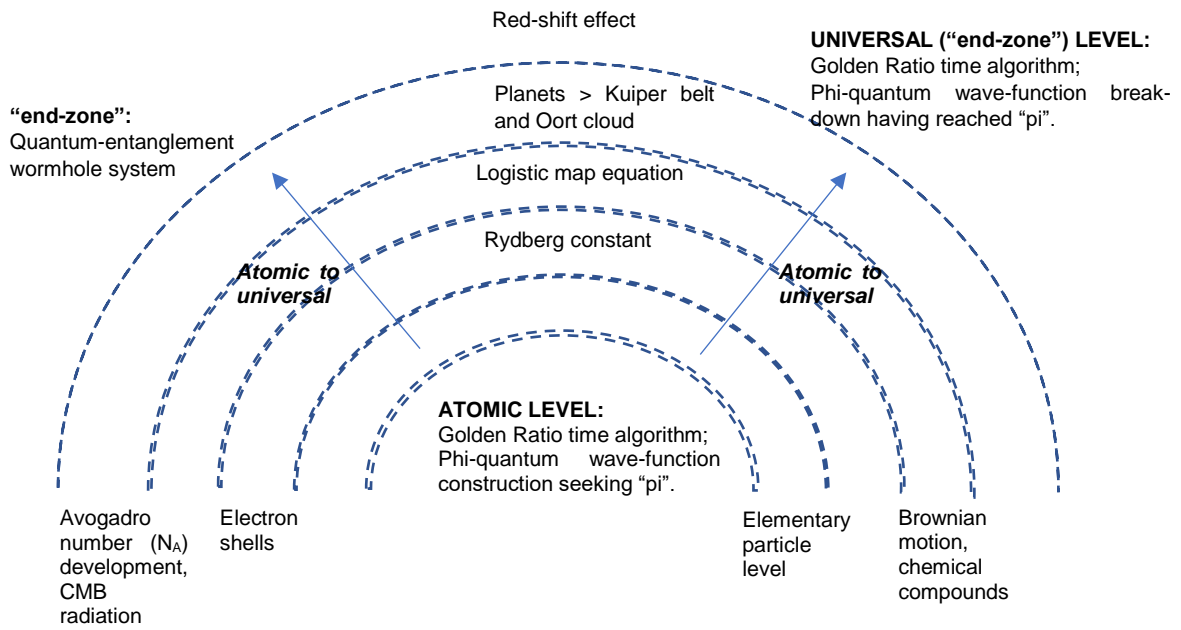 Red-shift effect
UNIVERSAL (“end-zone”) LEVEL:
Golden Ratio time algorithm;
Phi-quantum wave-function break-
down having reached “pi”.
“end-zone”:
Quantum-entanglement
wormhole system
Planets > Kuiper belt
and Oort cloud
Logistic map equation
Rydberg constant
Atomic to
universal
Atomic to
universal
ATOMIC LEVEL:
Golden Ratio time algorithm;
Phi-quantum wave-function
construction seeking “pi”.
Avogadro
number (NA)
development,
CMB
radiation
Electron
shells
Elementary
particle
level
Brownian
motion,
chemical
compounds